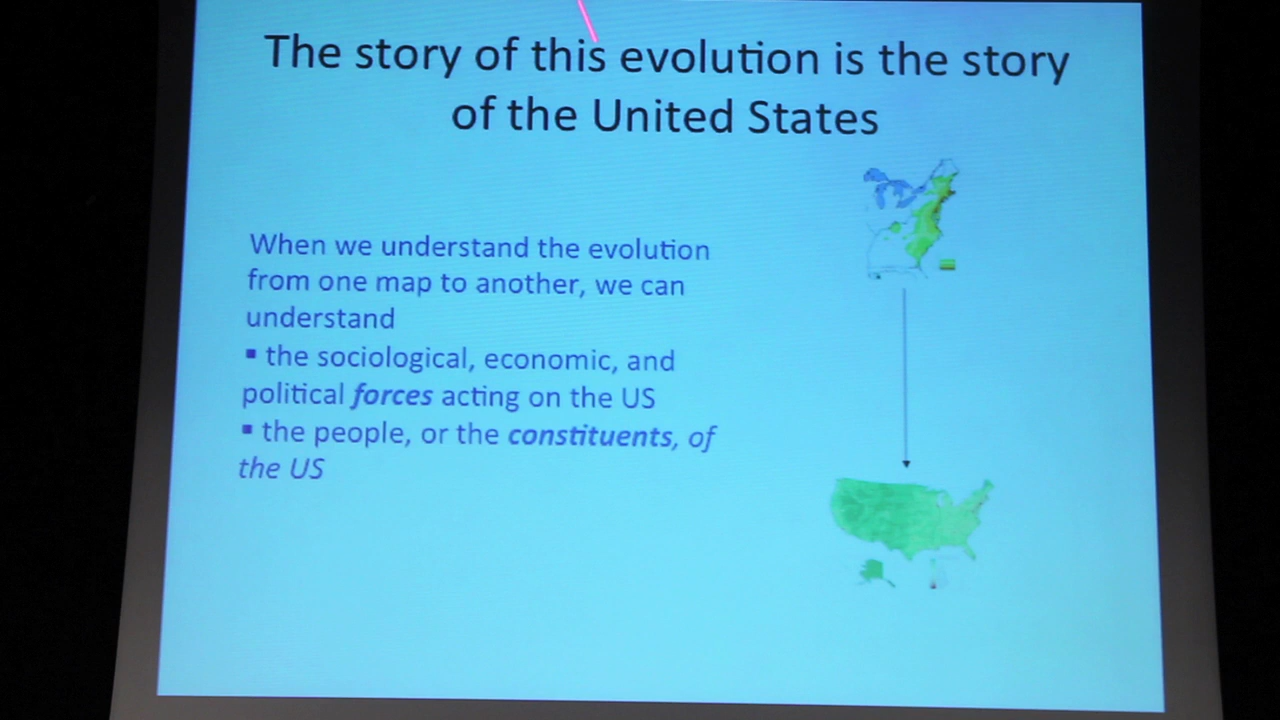 The story of this evolution is the story
of the United States
When we understand the evolution
from one map to another, we can
understand
▪ the sociological, economic, and
political forces acting on the US
▪ the people, or the constituents, of
the US